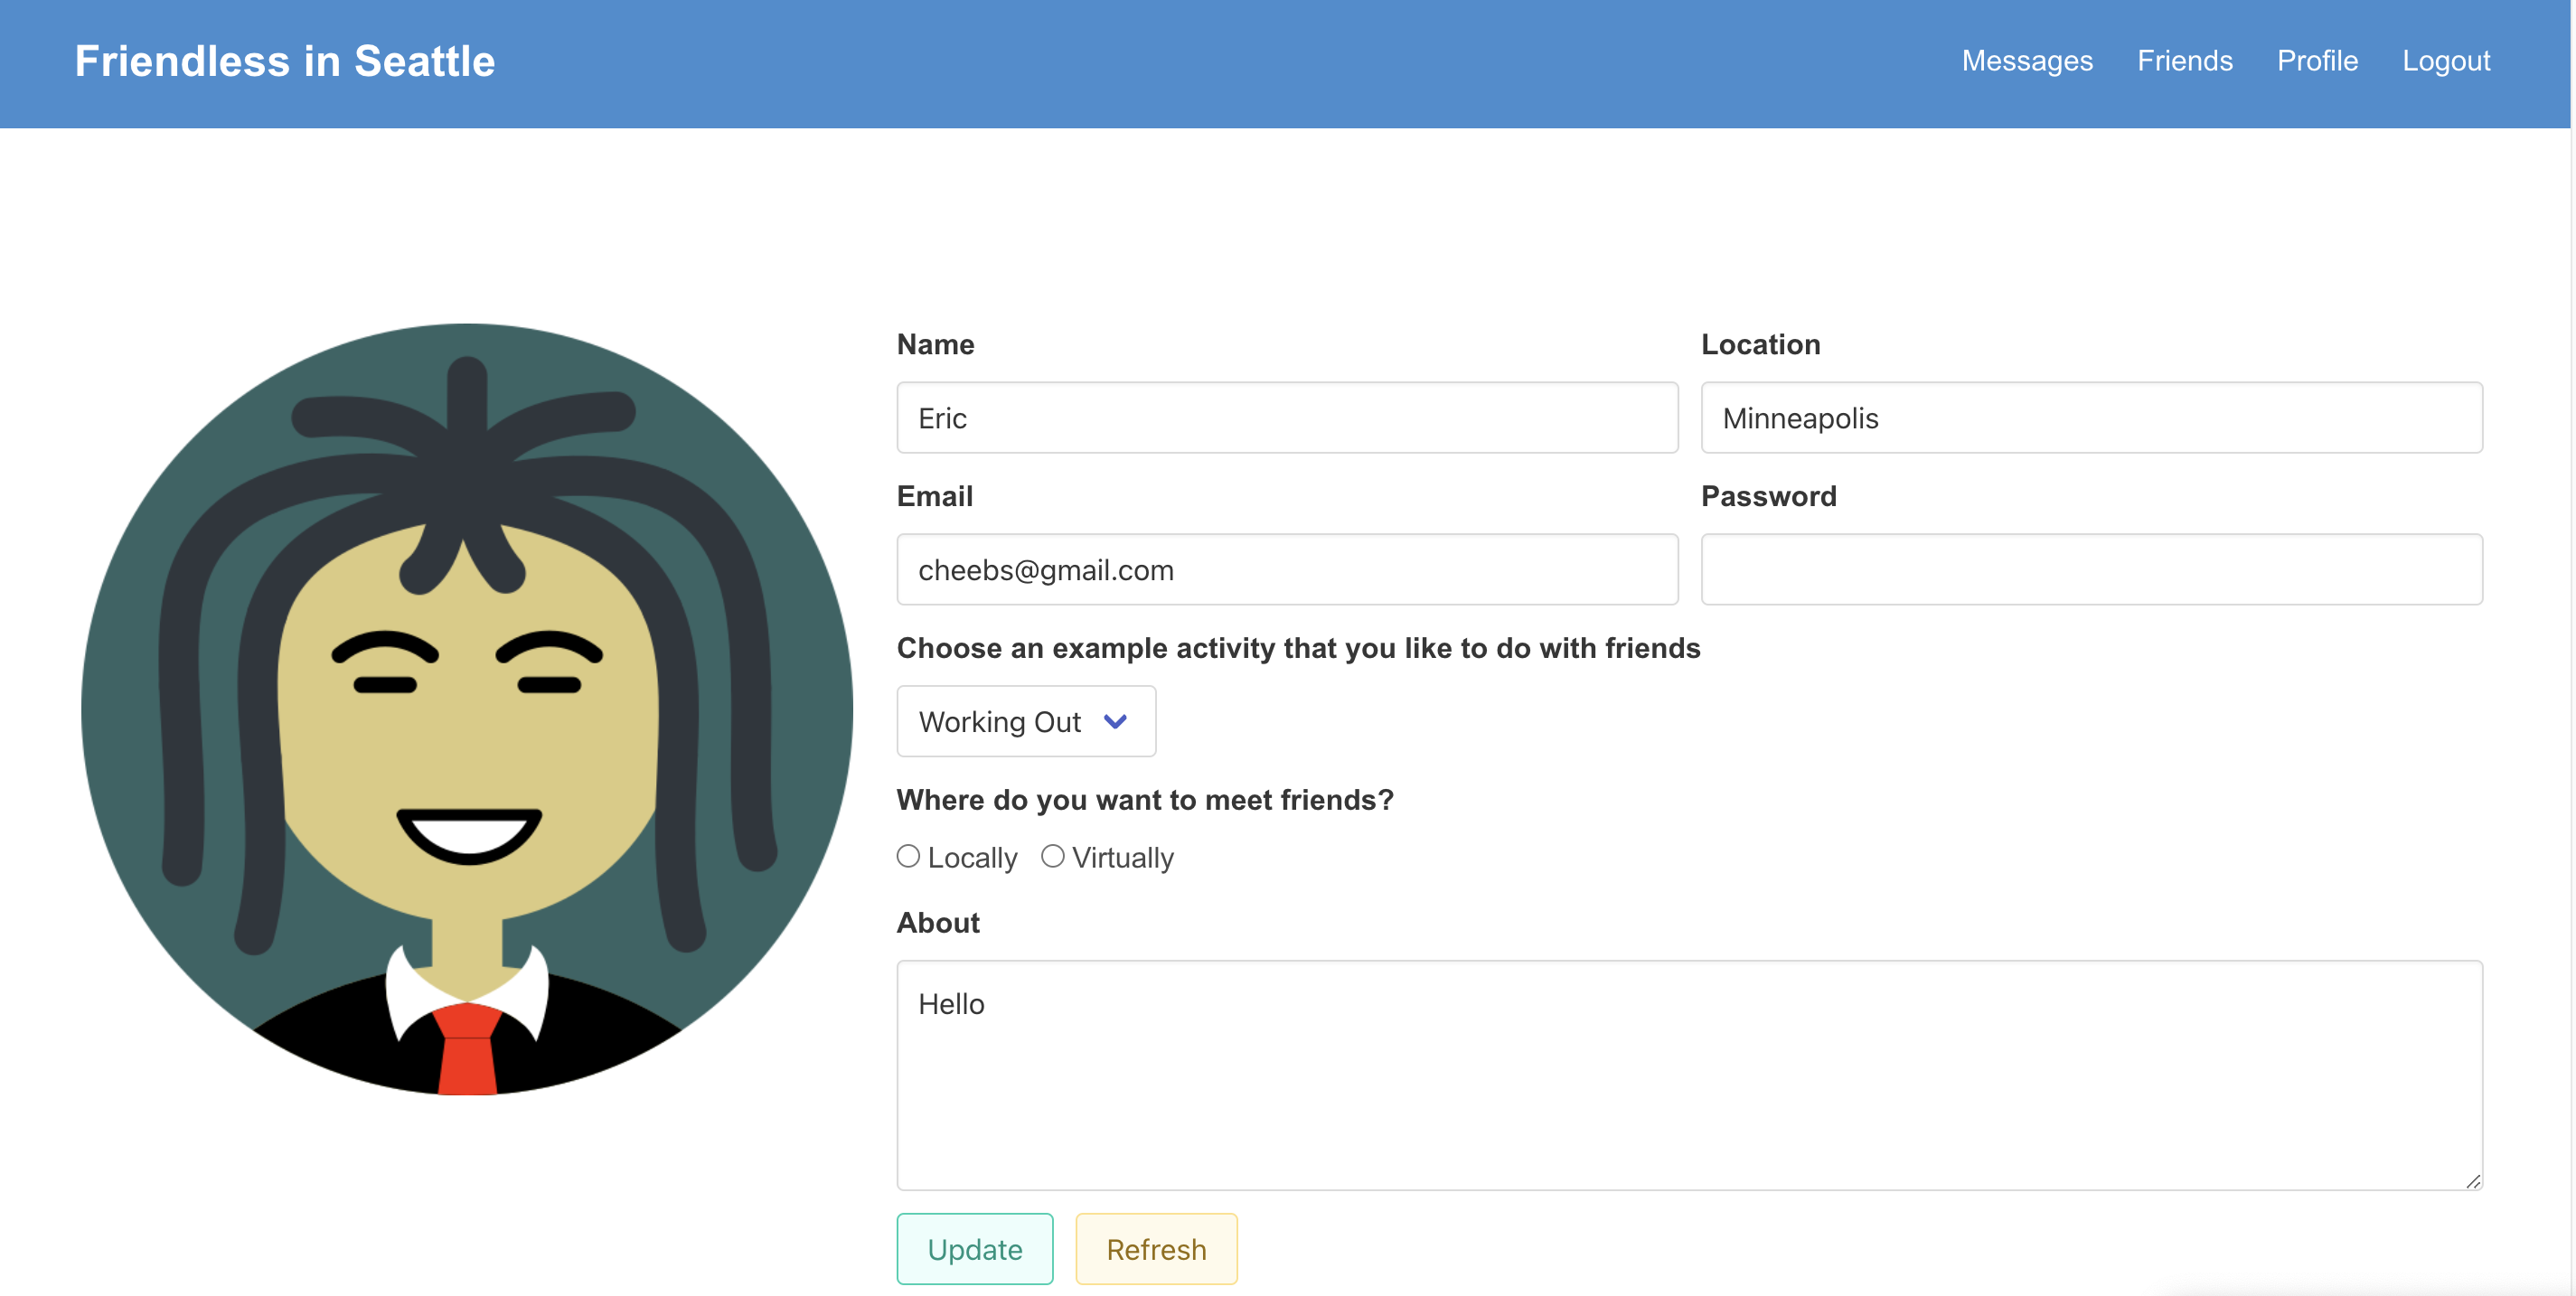 Friendless in Seattle
Messages Friends Profile Logout
Name Location
Eric Minneapolis
Email Password
cheebs@gmail.com
Choose an example activity that you like to do with friends
Working Out
Where do you want to meet friends?
Locally Virtually
About
Hello
Update Refresh